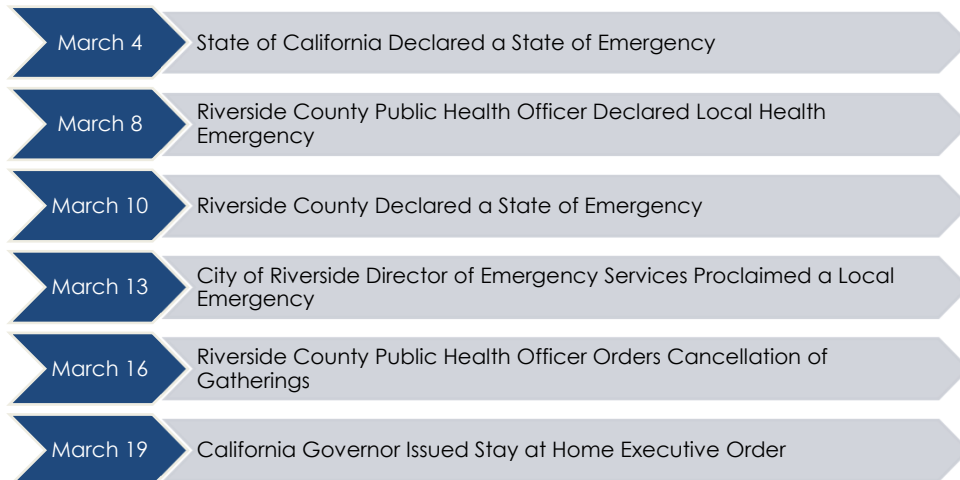 March 4
State of California Declared a State of Emergency
March 8
Riverside County Public Health Officer Declared Local Health
Emergency
March 10
Riverside County Declared a State of Emergency
March 13
City of Riverside Director of Emergency Services Proclaimed a Local
Emergency
March 16
Riverside County Public Health Officer Orders Cancellation of
Gatherings
March 19
California Governor Issued Stay at Home Executive Order